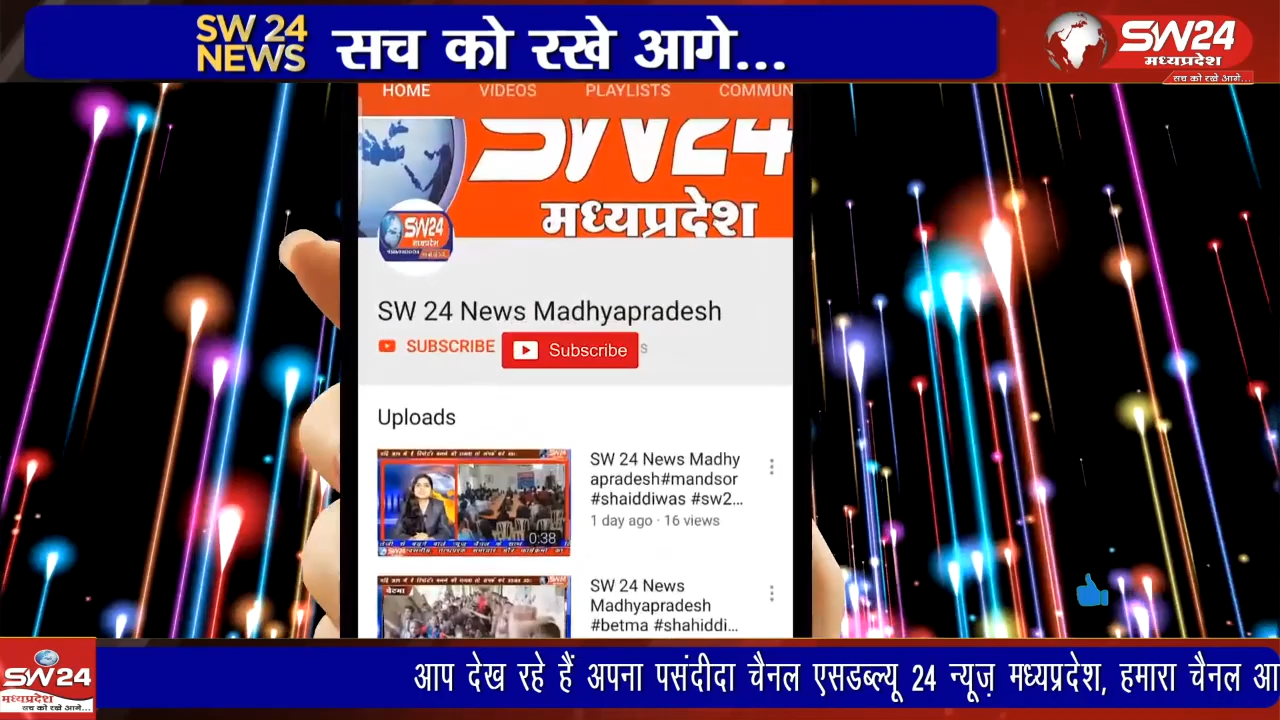 SW 24
NEWS
सच को रखे आगे...
SW24
मध्यप्रदेश
सच को रखे आगे...
HOME VIDEOS PLAYLISTS COMMUN
SW24
मध्यप्रदेश
SW24
SW 24 News Madhyapradesh
SUBSCRIBE
Subscribe
s
Uploads
SW 24 News Madhy
apradesh#mandsor
#shaiddiwas #sw2...
1 day ago · 16 views
0:38
SW 24 News
Madhyapradesh
#betma #shahiddi...
बेटमा
SW24
मध्यप्रदेश
सच को रखे आगे...
आप देख रहे हैं अपना पसंदीदा चैनल एसडब्ल्यू 24 न्यूज़ मध्यप्रदेश, हमारा चैनल आ